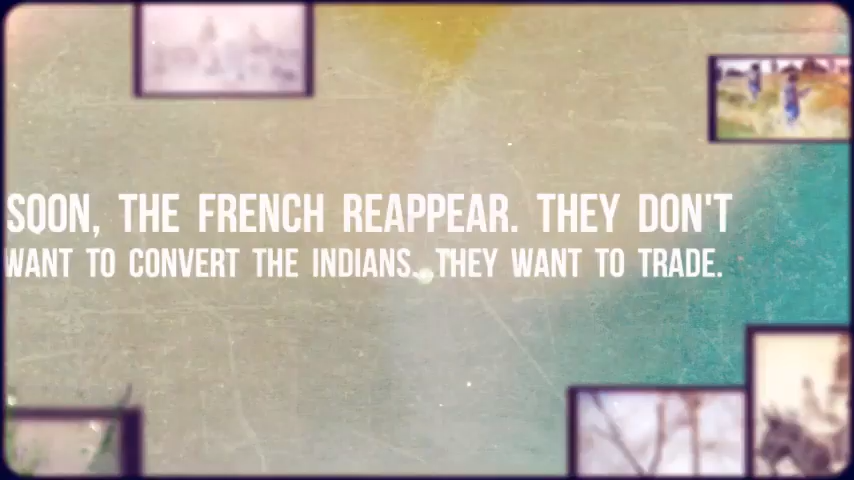 SOON, THE FRENCH REAPPEAR. THEY DON'T
WANT TO CONVERT THE INDIANS. THEY WANT TO TRADE.